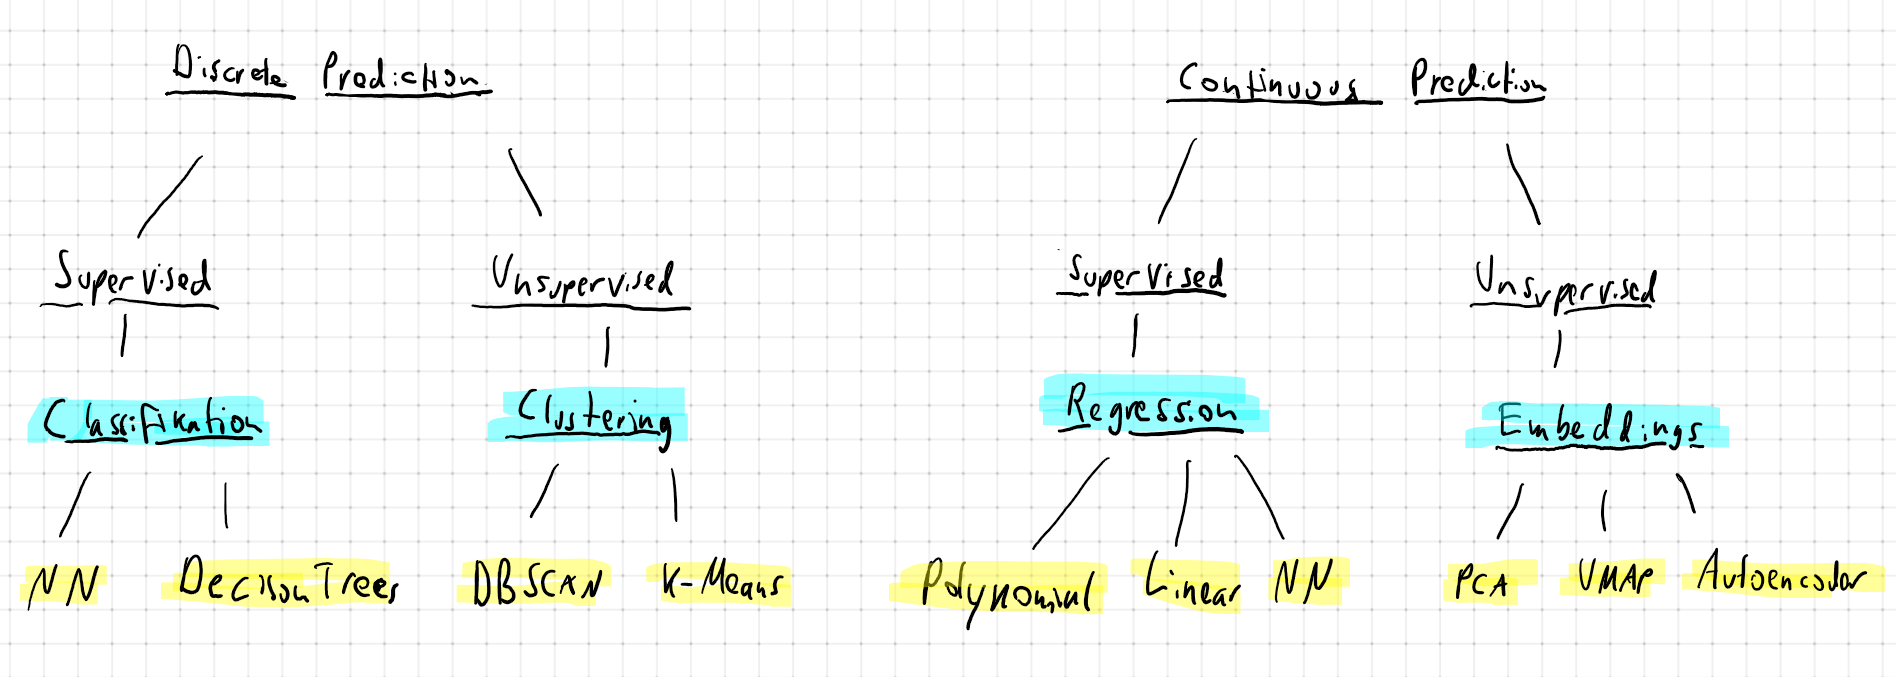 Discrete Prediction
Continuous Prediction
Supervised
Unsupervised
Supervised
Unsupervised
Classifikation
Clustering
Regression
Embeddings
NN
Decision Trees
DBSCAN
K-Means
Polynomial
Linear
NN
PCA
UMAP
Autoencoder